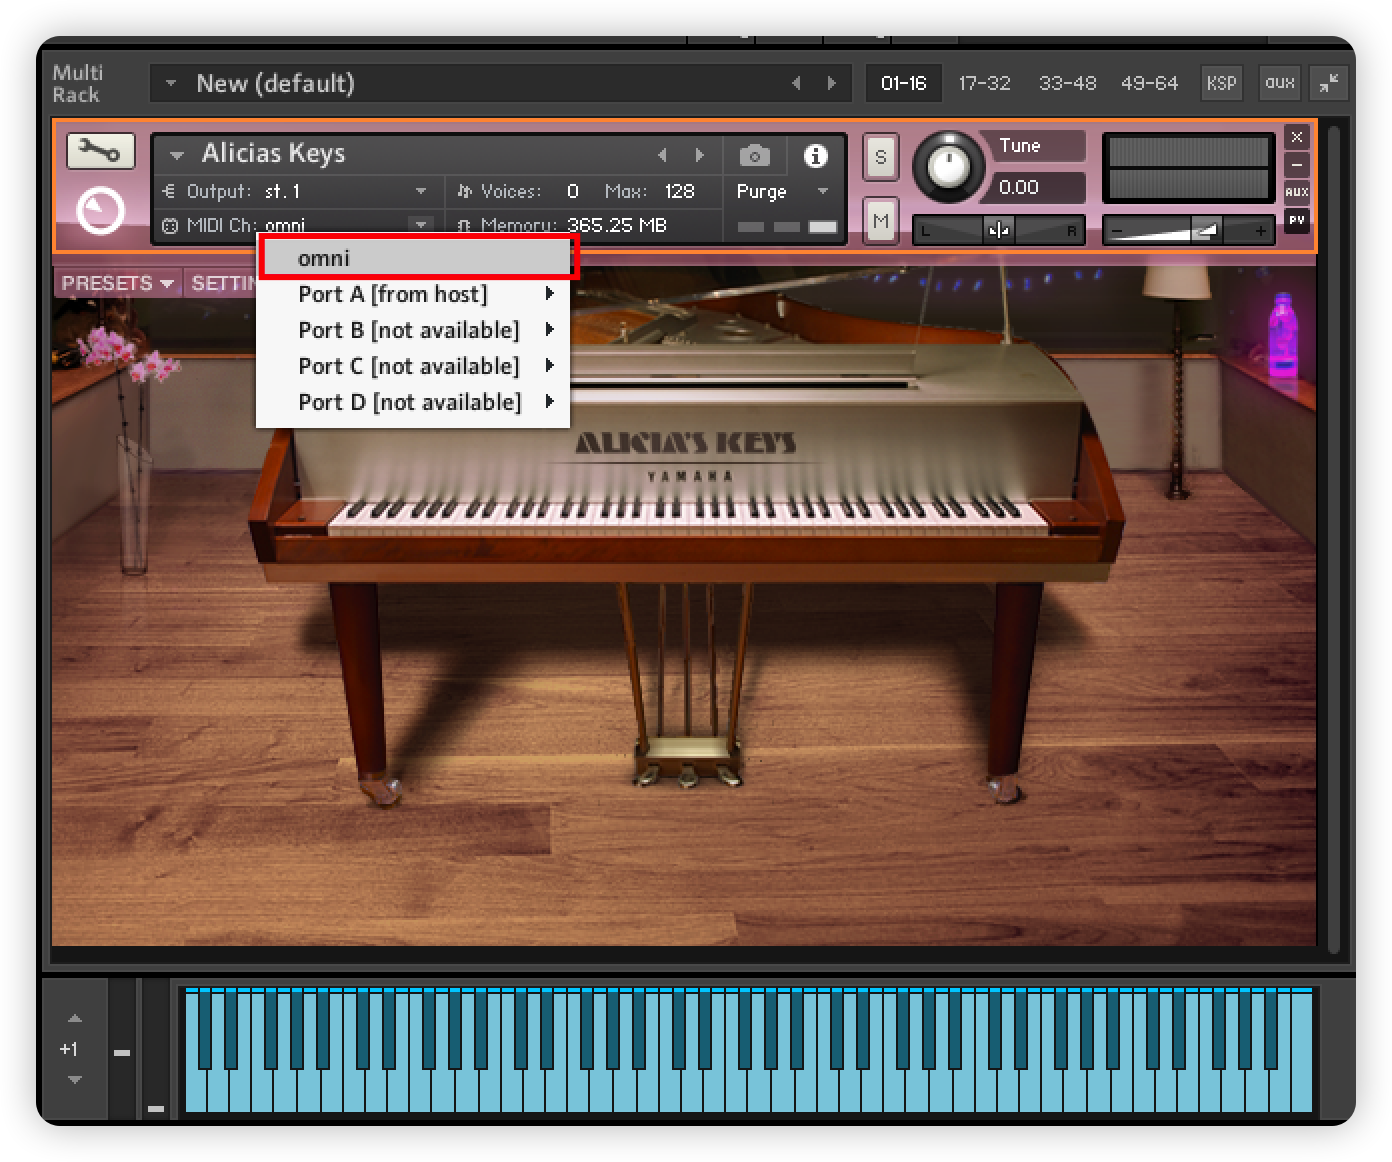 Multi
Rack
New (default)
01-16 17-32 33-48 49-64 KSP aux
Alicias Keys
S
Tune
X
Output: st. 1
Voices: 0 Max: 128
Purge
0.00
AUX
MIDI Ch: omni
Memory: 365.25 MB
M
L R
- +
PV
omni
PRESETS SETTIN
Port A [from host]
Port B [not available]
Port C [not available]
Port D [not available]
ALICIA'S KEYS
YAMAHA
+1